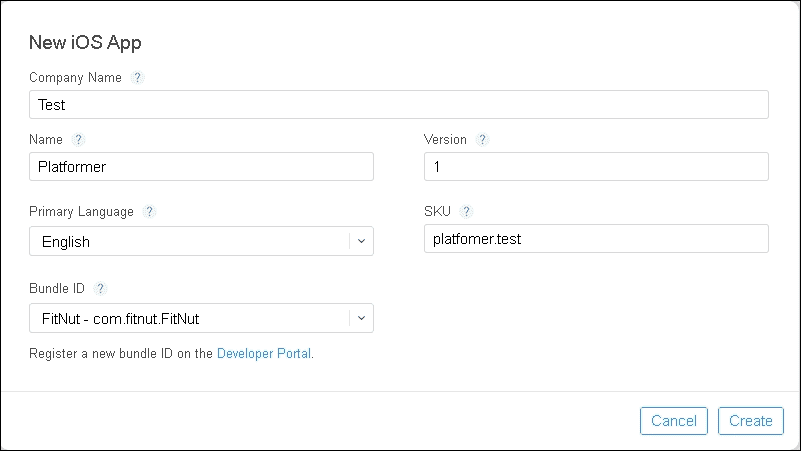 New iOS App
Company Name ?
Test
Name ?
Version ?
Platformer
1
Primary Language ?
SKU ?
English
platfomer.test
Bundle ID ?
FitNut - com.fitnut.FitNut
Register a new bundle ID on the Developer Portal.
Cancel Create